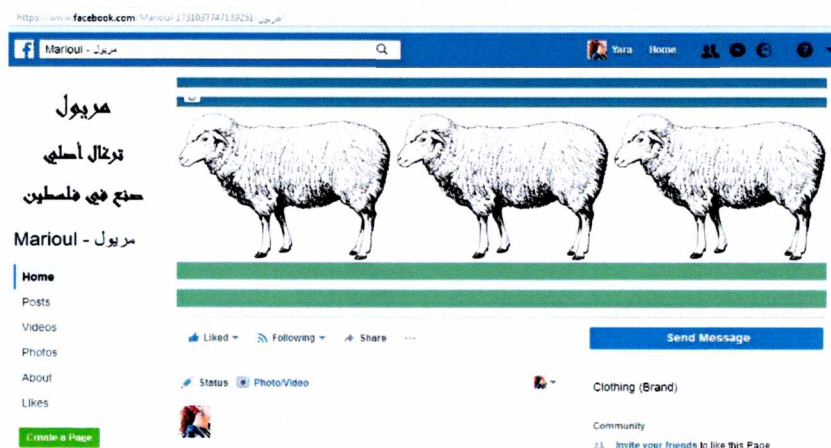 https://www.facebook.com/Marioul-1731037747139251-مريول/
Marioul - مريول
Yara Home
مريول
ترغال أصلي
صنع في فلسطين
Marioul - مريول
Home
Posts
Videos
Photos
About
Likes
Create a Page
Liked Following Share ...
Send Message
Status Photo/Video
Clothing (Brand)
Community
Invite your friends to like this Page